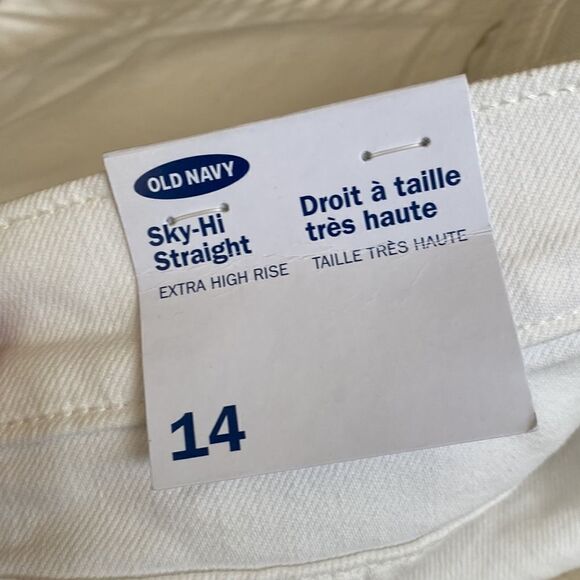 OLD NAVY
Sky-Hi
Straight
EXTRA HIGH RISE
Droit à taille
très haute
TAILLE TRÈS HAUTE
14